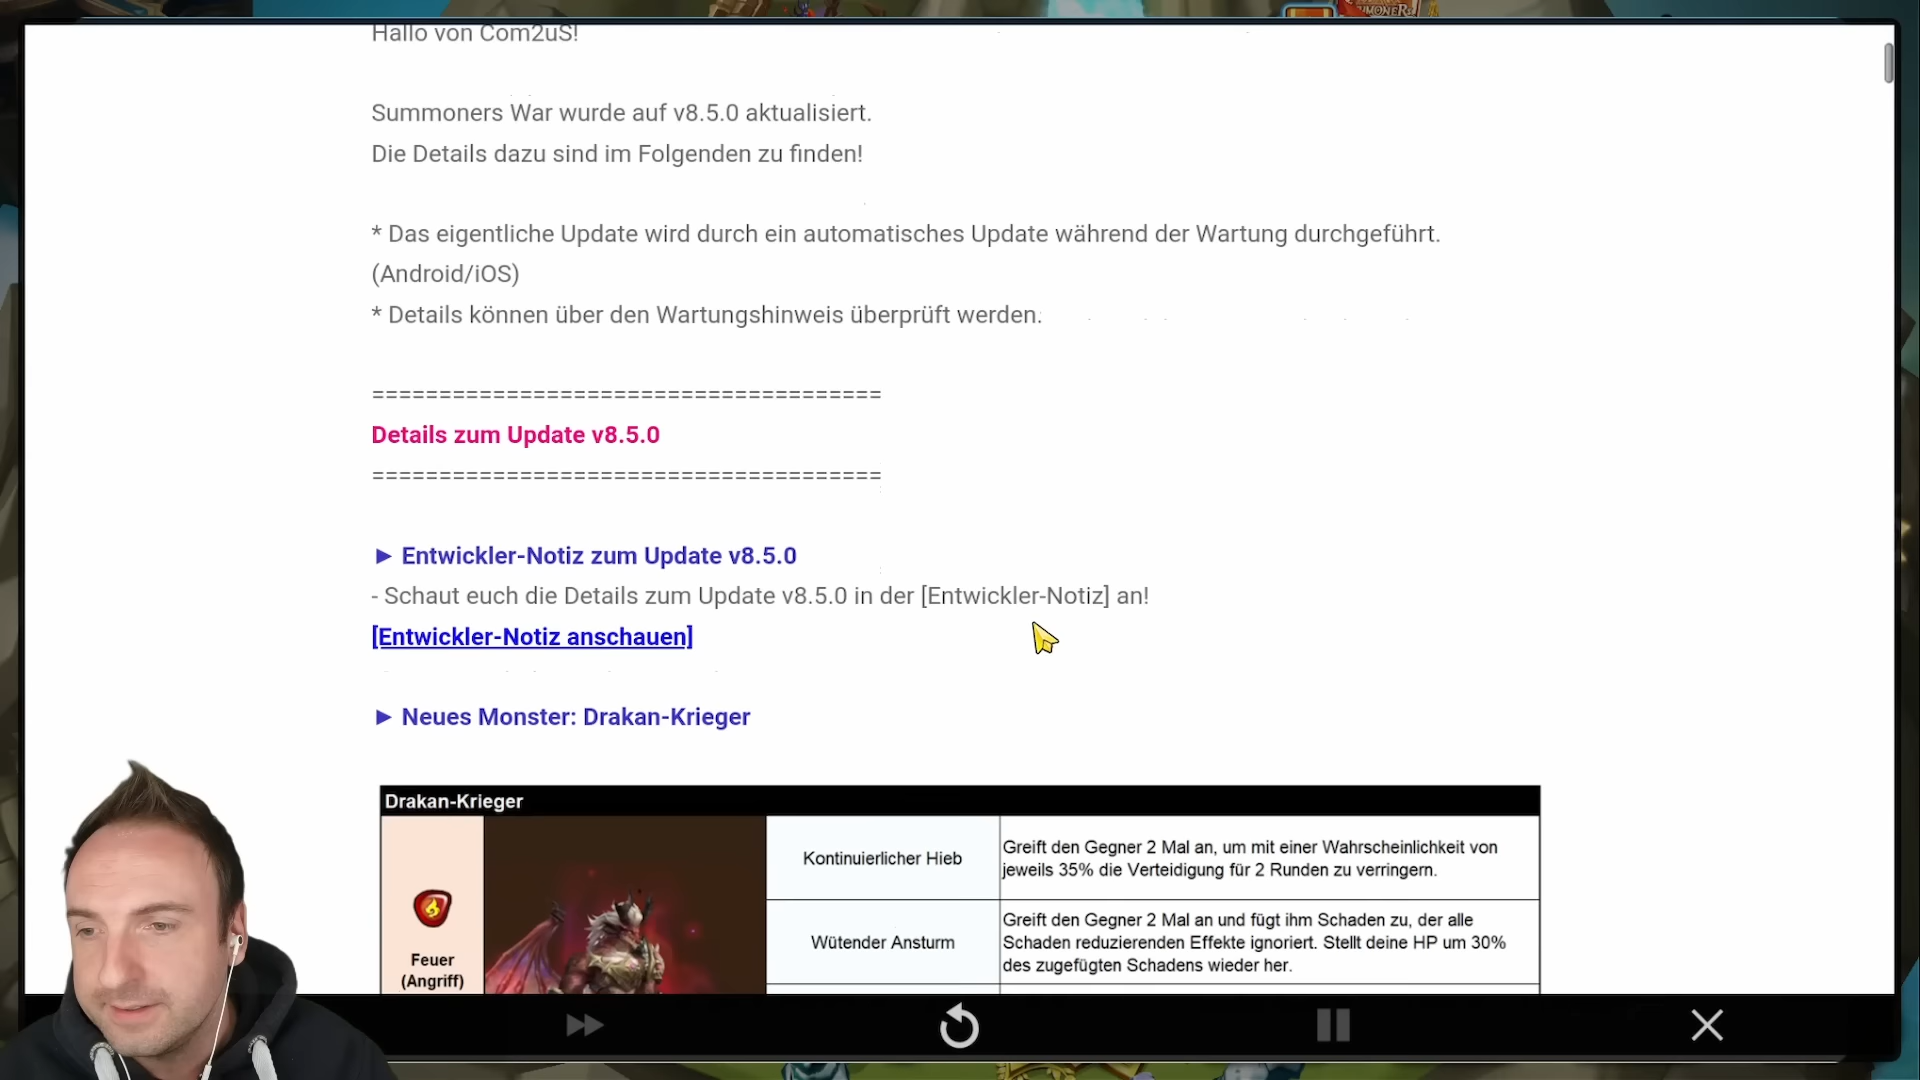 Hallo von Com2uS!
Summoners War wurde auf v8.5.0 aktualisiert.
Die Details dazu sind im Folgenden zu finden!
* Das eigentliche Update wird durch ein automatisches Update während der Wartung durchgeführt.
(Android/iOS)
* Details können über den Wartungshinweis überprüft werden.
======================================
Details zum Update v8.5.0
======================================
► Entwickler-Notiz zum Update v8.5.0
- Schaut euch die Details zum Update v8.5.0 in der [Entwickler-Notiz] an!
[Entwickler-Notiz anschauen]
► Neues Monster: Drakan-Krieger
Drakan-Krieger
Feuer
(Angriff)
Kontinuierlicher Hieb
Greift den Gegner 2 Mal an, um mit einer Wahrscheinlichkeit von
jeweils 35% die Verteidigung für 2 Runden zu verringern.
Wütender Ansturm
Greift den Gegner 2 Mal an und fügt ihm Schaden zu, der alle
Schaden reduzierenden Effekte ignoriert. Stellt deine HP um 30%
des zugefügten Schadens wieder her.